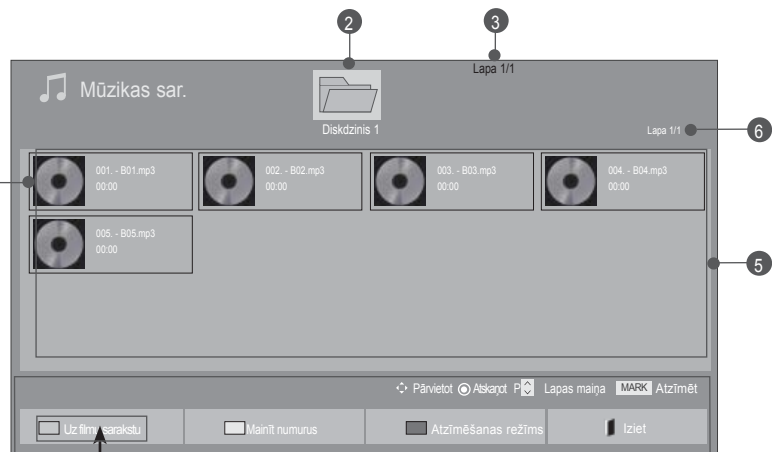 2
3
Lapa 1/1
Mūzikas sar.
Diskdzinis 1
Lapa 1/1
6
001. - B01.mp3
00:00
002. - B02.mp3
00:00
003. - B03.mp3
00:00
004. - B04.mp3
00:00
005. - B05.mp3
00:00
5
Pārvietot Atskaņot P Lapas maiņa MARK Atzīmēt
Uz filmu sarakstu Mainīt numurus Atzīmēšanas režīms Iziet